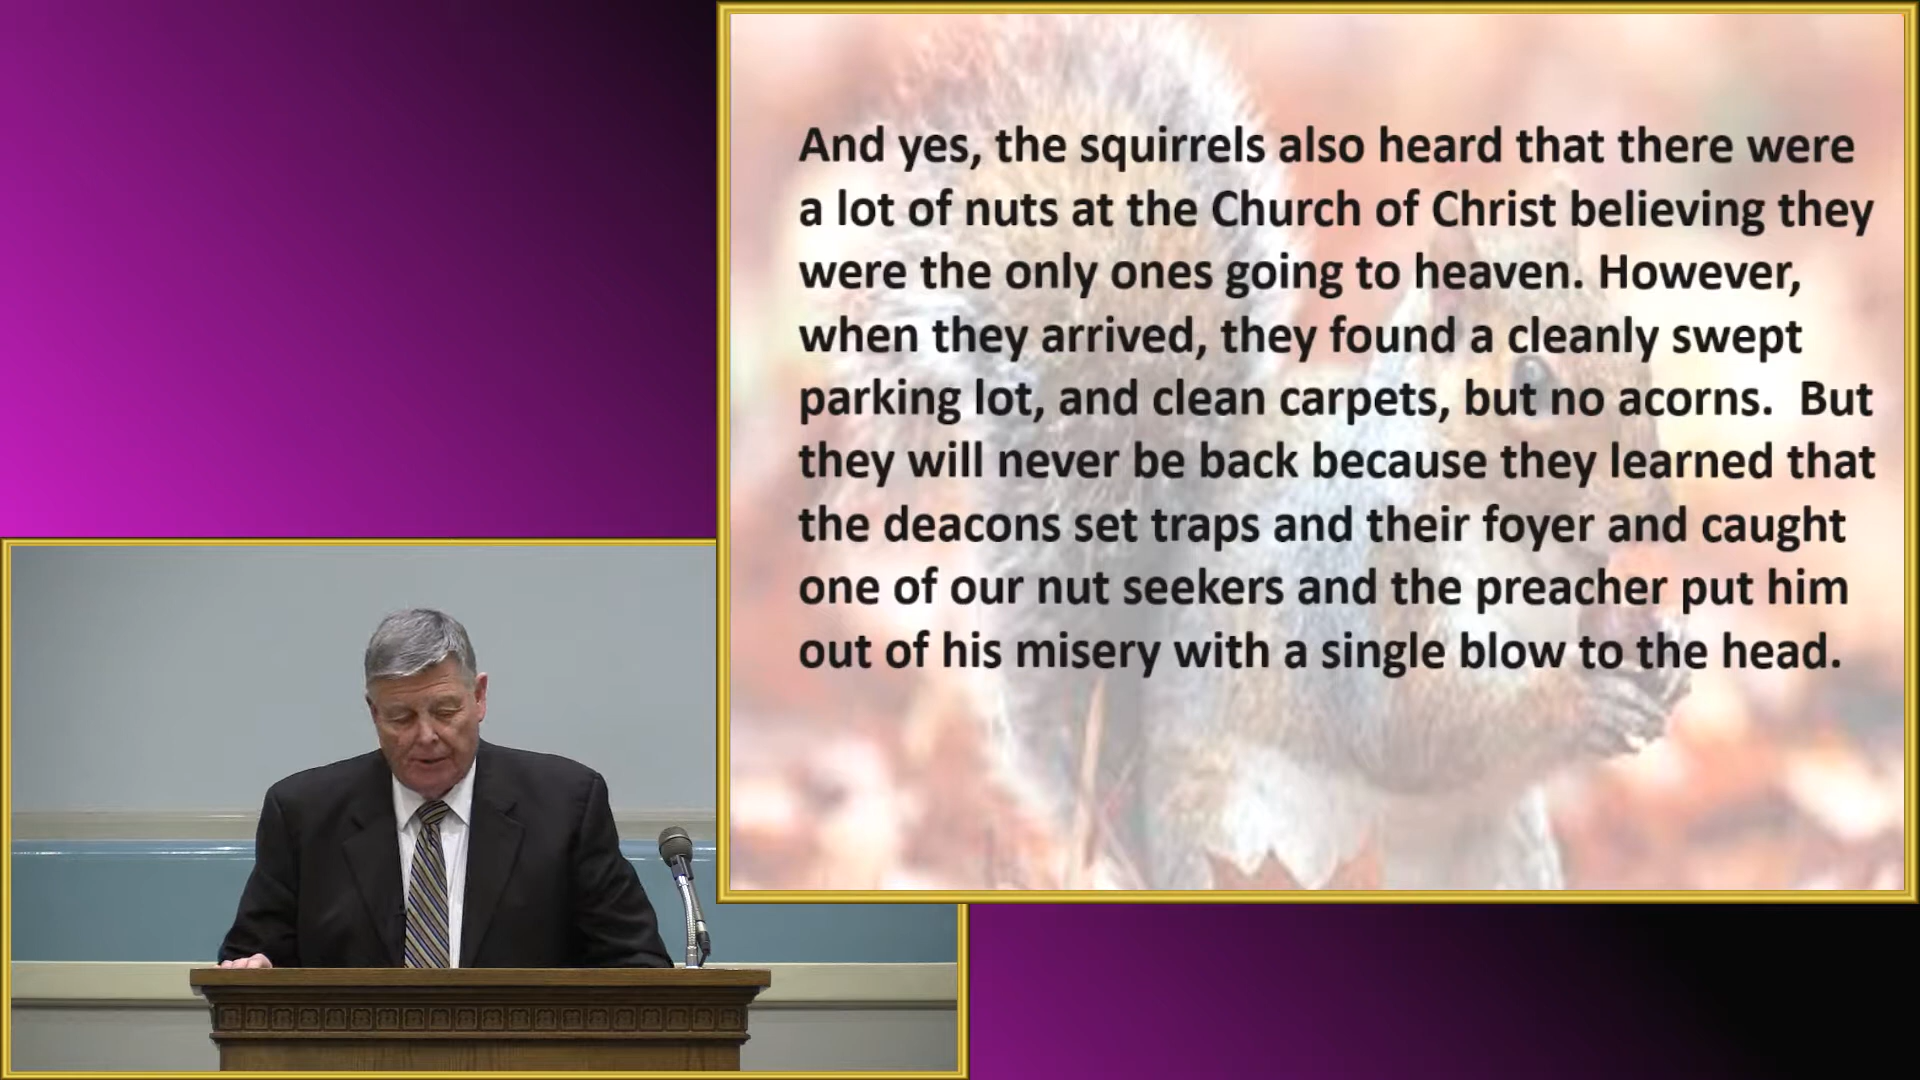 And yes, the squirrels also heard that there were
a lot of nuts at the Church of Christ believing they
were the only ones going to heaven. However,
when they arrived, they found a cleanly swept
parking lot, and clean carpets, but no acorns.  But
they will never be back because they learned that
the deacons set traps and their foyer and caught
one of our nut seekers and the preacher put him
out of his misery with a single blow to the head.